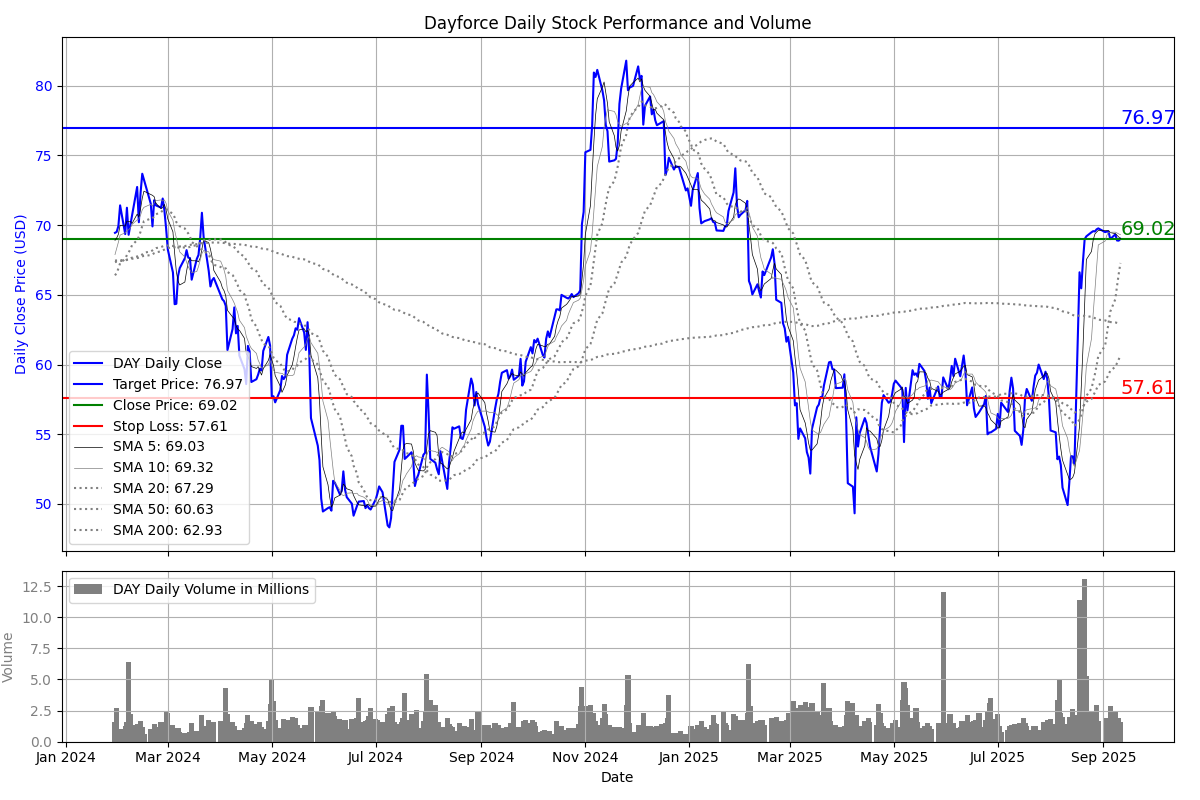 Dayforce Daily Stock Performance and Volume
Daily Close Price (USD)
80
75
70
65
60
55
50
76.97
69.02
57.61
DAY Daily Close
Target Price: 76.97
Close Price: 69.02
Stop Loss: 57.61
SMA 5: 69.03
SMA 10: 69.32
SMA 20: 67.29
SMA 50: 60.63
SMA 200: 62.93
Volume
12.5
10.0
7.5
5.0
2.5
0.0
DAY Daily Volume in Millions
Jan 2024 Mar 2024 May 2024 Jul 2024 Sep 2024 Nov 2024 Jan 2025 Mar 2025 May 2025 Jul 2025 Sep 2025
Date